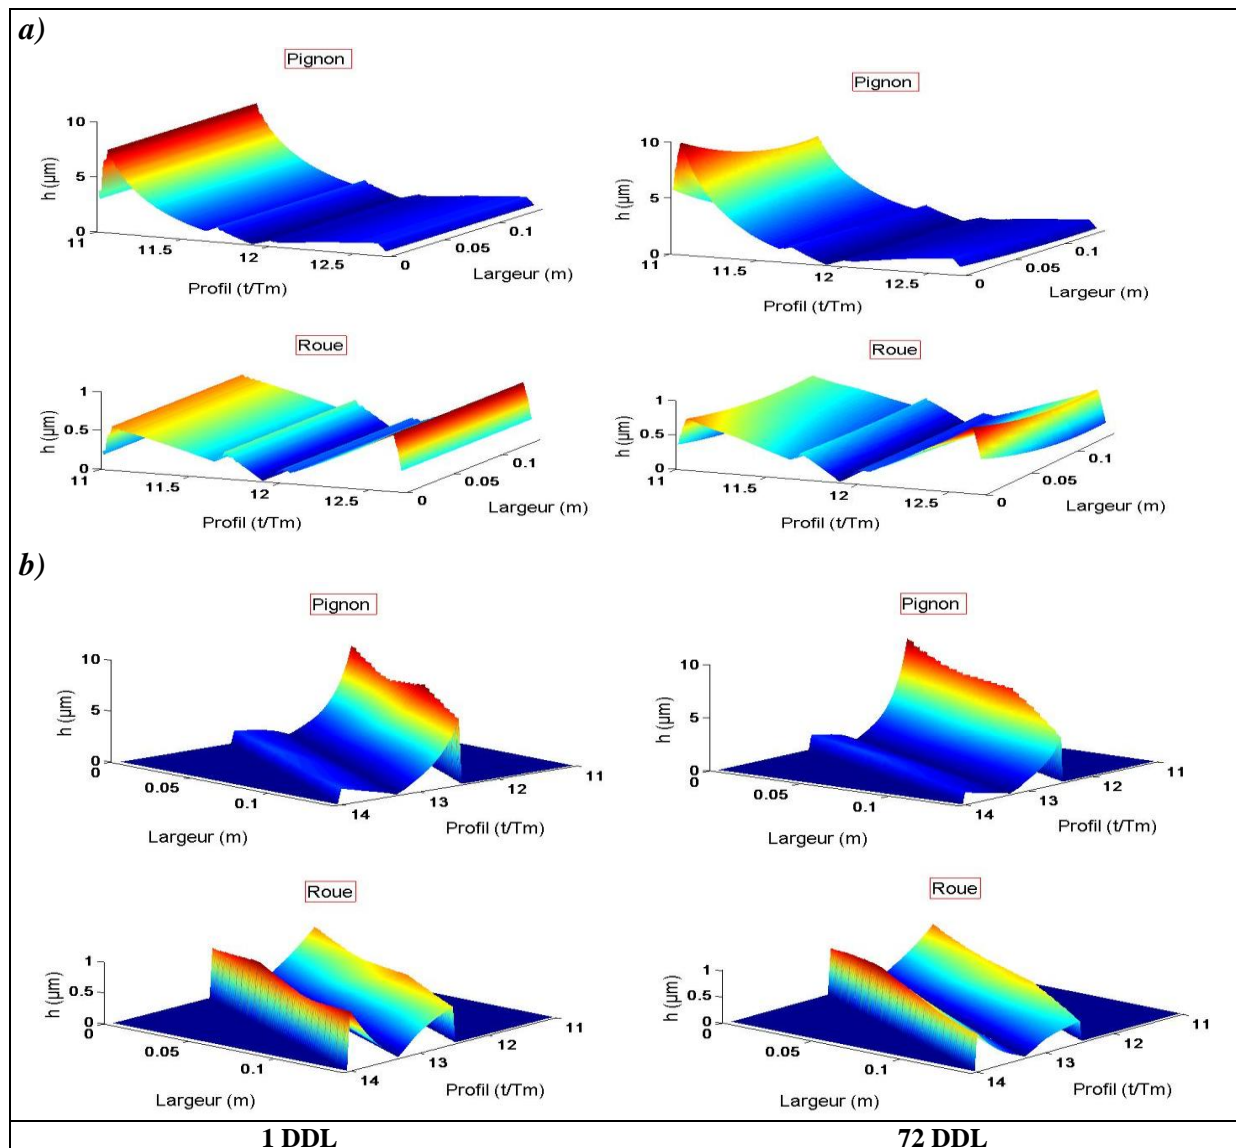 a)
Pignon
10
5
0
h (µm)
11
11.5
12
12.5
Profil (t/Tm)
0
0.05
0.1
Largeur (m)
Pignon
10
5
0
h (µm)
11
11.5
12
12.5
Profil (t/Tm)
0
0.05
0.1
Largeur (m)
Roue
1
0.5
0
h (µm)
11
11.5
12
12.5
Profil (t/Tm)
0
0.05
0.1
Largeur (m)
Roue
1
0.5
0
h (µm)
11
11.5
12
12.5
Profil (t/Tm)
0
0.05
0.1
Largeur (m)
b)
Pignon
10
5
0
h (µm)
0
0.05
0.1
Largeur (m)
14
13
12
11
Profil (t/Tm)
Pignon
10
5
0
h (µm)
0
0.05
0.1
Largeur (m)
14
13
12
11
Profil (t/Tm)
Roue
1
0.5
0
h (µm)
0
0.05
0.1
Largeur (m)
14
13
12
11
Profil (t/Tm)
Roue
1
0.5
0
h (µm)
0
0.05
0.1
Largeur (m)
14
13
12
11
Profil (t/Tm)
1 DDL
72 DDL